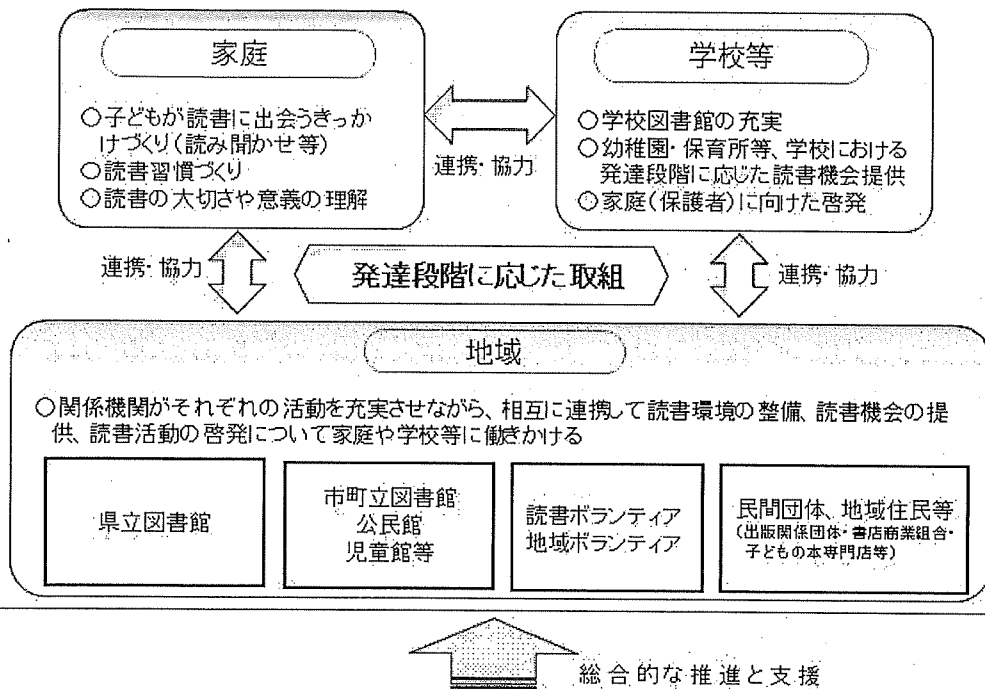 家庭
○子どもが読書に出会うきっか
けづくり(読み聞かせ等)
○読書習慣づくり
○読書の大切さや意義の理解
連携・協力
学校等
○学校図書館の充実
○幼稚園・保育所等、学校における
発達段階に応じた読書機会提供
○家庭(保護者)に向けた啓発
連携・協力
発達段階に応じた取組
連携・協力
地域
○関係機関がそれぞれの活動を充実させながら、相互に連携して読書環境の整備、読書機会の提
供、読書活動の啓発について家庭や学校等に働きかける
県立図書館
市町立図書館
公民館
児童館等
読書ボランティア
地域ボランティア
民間団体、地域住民等
(出版関係団体・書店商業組合・
子どもの本専門店等)
総合的な推進と支援